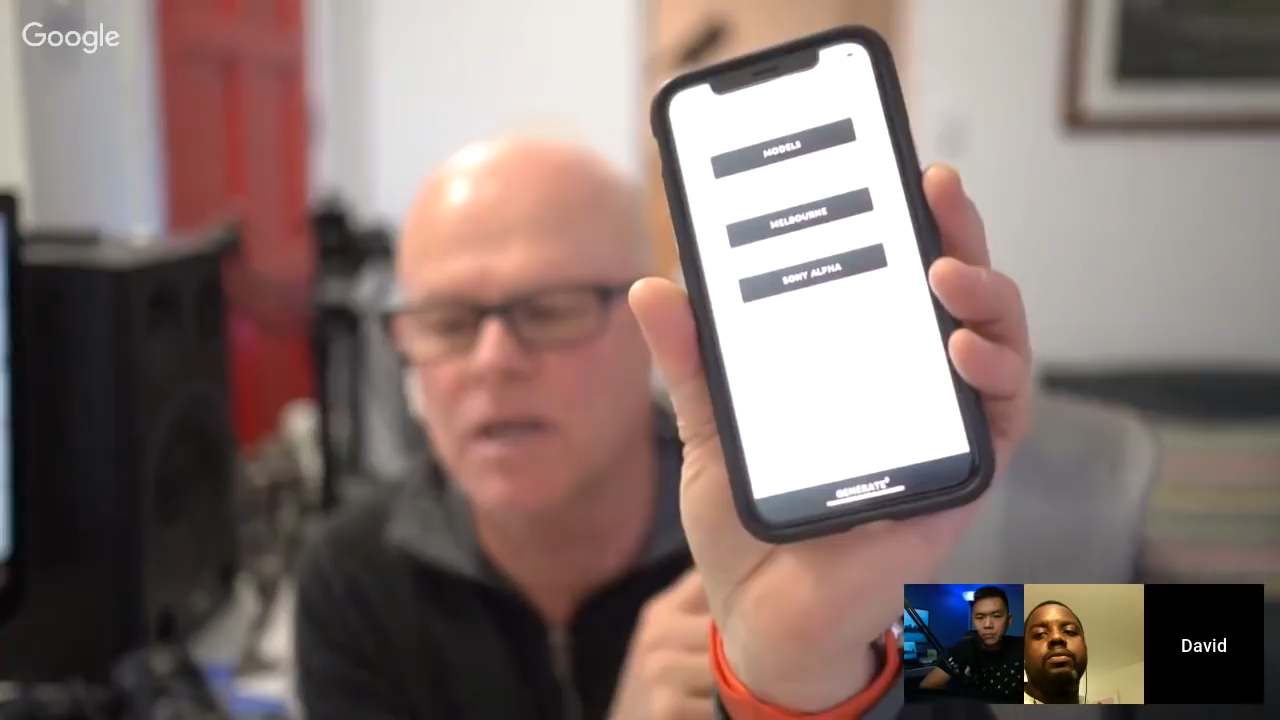 Google
MODELS
MELBOURNE
SONY ALPHA
GENERATE
David